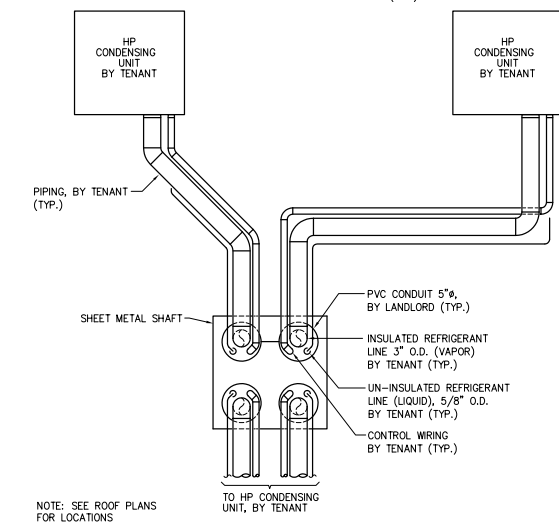 HP
CONDENSING
UNIT
BY TENANT
HP
CONDENSING
UNIT
BY TENANT
PIPING, BY TENANT
(TYP.)
SHEET METAL SHAFT
PVC CONDUIT 5"ø,
BY LANDLORD (TYP.)
INSULATED REFRIGERANT
LINE 3" O.D. (VAPOR)
BY TENANT (TYP.)
UN-INSULATED REFRIGERANT
LINE (LIQUID), 5/8" O.D.
BY TENANT (TYP.)
CONTROL WIRING
BY TENANT (TYP.)
TO HP CONDENSING
UNIT, BY TENANT
NOTE: SEE ROOF PLANS
FOR LOCATIONS